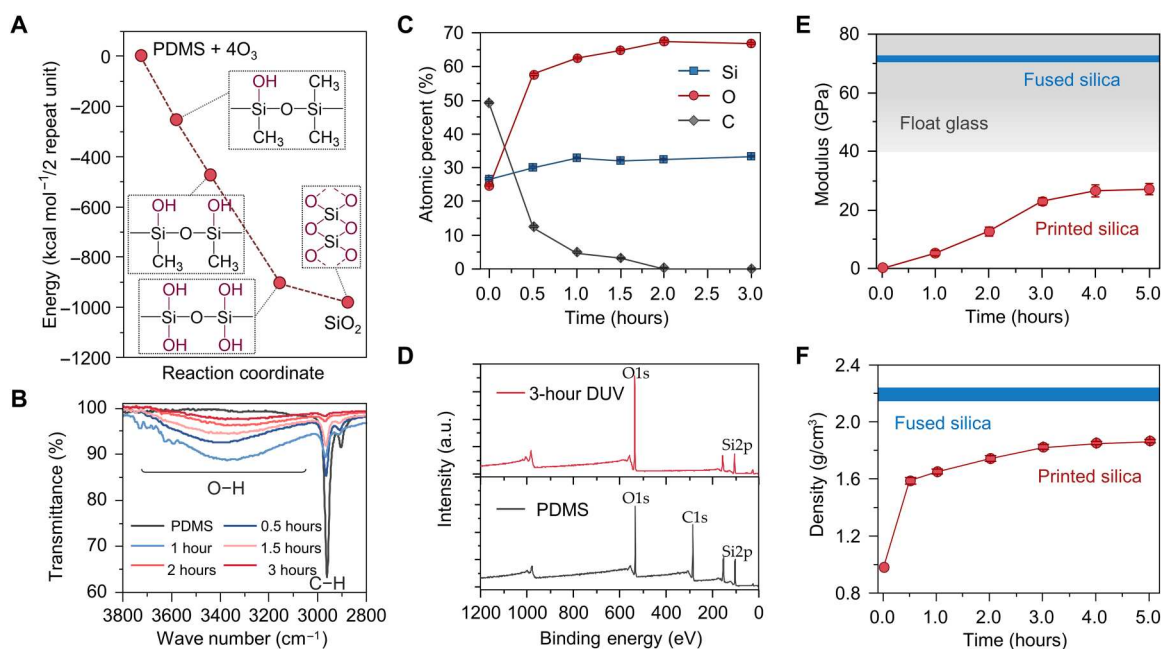 A
Energy (kcal mol⁻¹/2 repeat unit)
0
−200
−400
−600
−800
−1000
−1200
PDMS + 4O₃
OH CH₃
Si O Si
CH₃ CH₃
OH OH
Si O Si
CH₃ CH₃
OH OH
Si O Si
OH OH
O O
Si
O O
Si
O O
SiO₂
Reaction coordinate
B
Transmittance (%)
100
90
80
70
60
O−H
C−H
PDMS 0.5 hours
1 hour 1.5 hours
2 hours 3 hours
3800 3600 3400 3200 3000 2800
Wave number (cm⁻¹)
C
Atomic percent (%)
70
60
50
40
30
20
10
0
Si
O
C
0.0 0.5 1.0 1.5 2.0 3.0
Time (hours)
D
Intensity (a.u.)
3-hour DUV
O1s
Si2p
PDMS
O1s
C1s
Si2p
1200 1000 800 600 400 200 0
Binding energy (eV)
E
Modulus (GPa)
80
60
40
20
0
Fused silica
Float glass
Printed silica
0.0 1.0 2.0 3.0 4.0 5.0
Time (hours)
F
Density (g/cm³)
2.4
2.0
1.6
1.2
0.8
Fused silica
Printed silica
0.0 1.0 2.0 3.0 4.0 5.0
Time (hours)